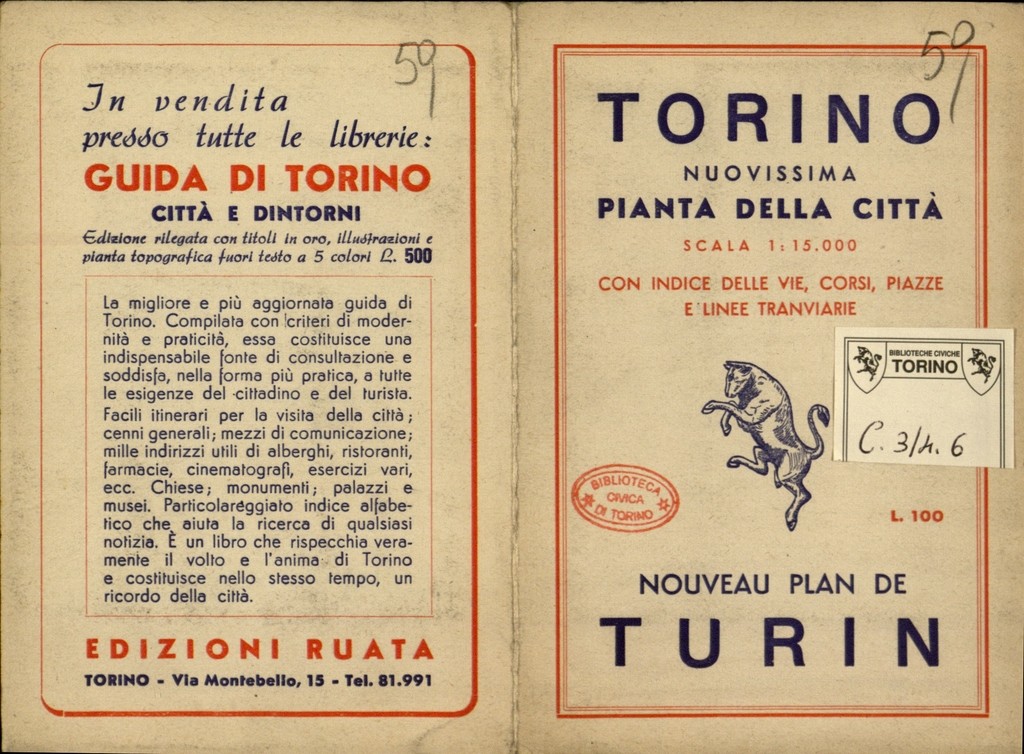 59
In vendita
presso tutte le librerie:
GUIDA DI TORINO
CITTÀ E DINTORNI
Edizione rilegata con titoli in oro, illustrazioni e
pianta topografica fuori testo a 5 colori L. 500
La migliore e più aggiornata guida di
Torino. Compilata con criteri di moder-
nità e praticità, essa costituisce una
indispensabile fonte di consultazione e
soddisfa, nella forma più pratica, a tutte
le esigenze del cittadino e del turista.
Facili itinerari per la visita della città;
cenni generali; mezzi di comunicazione;
mille indirizzi utili di alberghi, ristoranti,
farmacie, cinematografi, esercizi vari,
ecc. Chiese; monumenti; palazzi e
musei. Particolareggiato indice alfabe-
tico che aiuta la ricerca di qualsiasi
notizia. È un libro che rispecchia vera-
mente il volto e l'anima di Torino
e costituisce nello stesso tempo, un
ricordo della città.
EDIZIONI RUATA
TORINO - Via Montebello, 15 - Tel. 81.991
59
TORINO
NUOVISSIMA
PIANTA DELLA CITTÀ
SCALA 1:15.000
CON INDICE DELLE VIE, CORSI, PIAZZE
E LINEE TRANVIARIE
BIBLIOTECHE CIVICHE
TORINO
C. 3/4. 6
BIBLIOTECA
CIVICA
DI TORINO
L. 100
NOUVEAU PLAN DE
TURIN